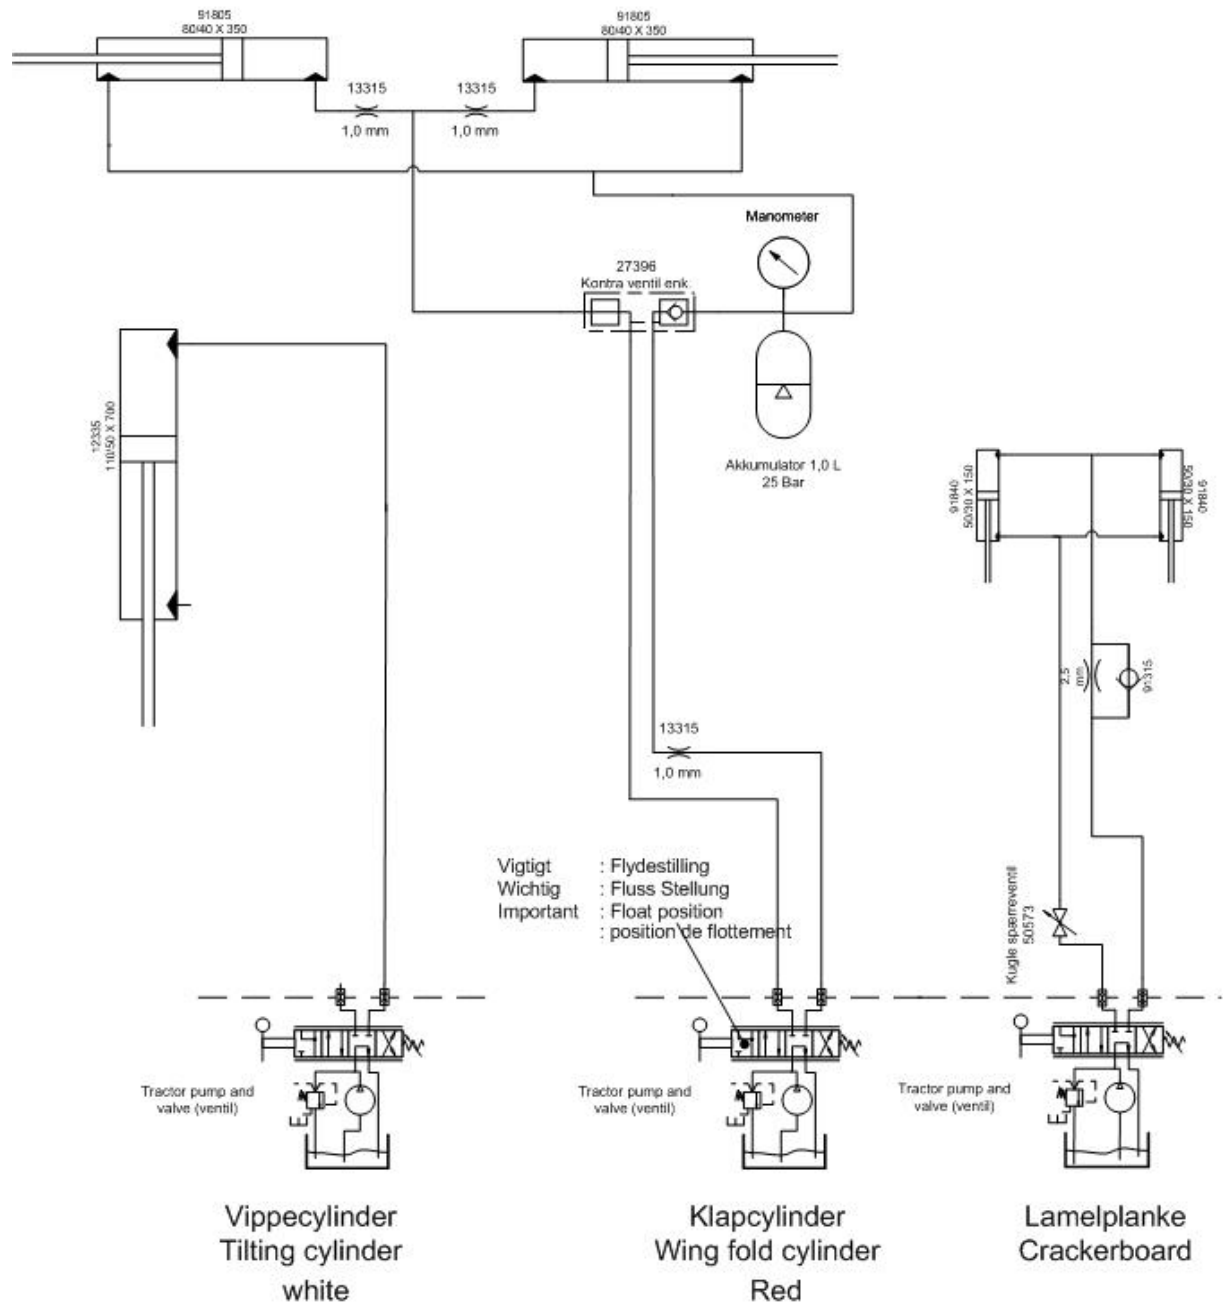 91805
80/40 X 350
91805
80/40 X 350
13315
1,0 mm
13315
1,0 mm
Manometer
27396
Kontra ventil enk.
12335
110/50 X 700
Akkumulator 1,0 L
25 Bar
91840
50/30 X 150
91840
50/30 X 150
2,5
mm
91315
13315
1,0 mm
Vigtigt : Flydestilling
Wichtig : Fluss Stellung
Important : Float position
: position de flottement
Kugle spærreventil
50573
Tractor pump and
valve (ventil)
Tractor pump and
valve (ventil)
Tractor pump and
valve (ventil)
Vippecylinder
Tilting cylinder
white
Klapcylinder
Wing fold cylinder
Red
Lamelplanke
Crackerboard